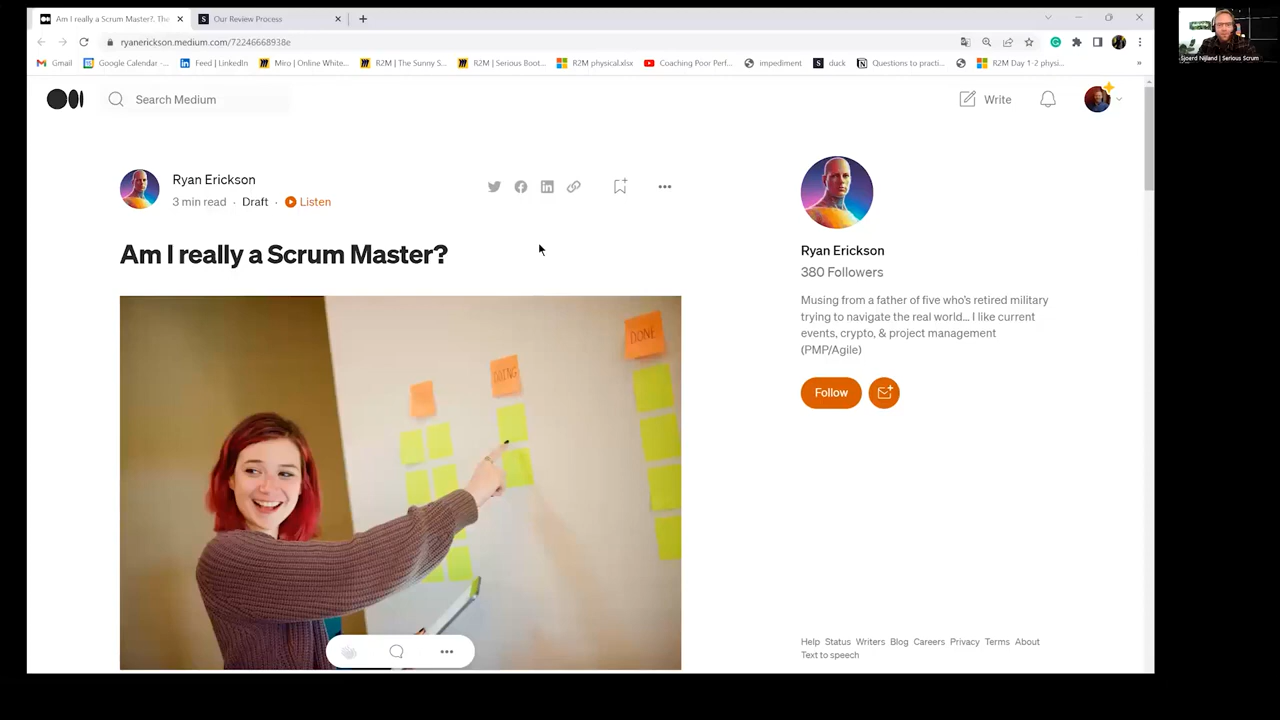 Am I really a Scrum Master?. The
Our Review Process
ryanerickson.medium.com/72246668938e
Gmail
Google Calendar -...
Feed | LinkedIn
Miro | Online White...
R2M | The Sunny S...
R2M | Serious Boot...
R2M physical.xlsx
Coaching Poor Perf...
impediment
duck
Questions to practi...
R2M Day 1-2 physi...
»
Search Medium
Write
Ryan Erickson
3 min read · Draft · Listen
Am I really a Scrum Master?
DOING
DONE
Ryan Erickson
380 Followers
Musing from a father of five who's retired military
trying to navigate the real world... I like current
events, crypto, & project management
(PMP/Agile)
Follow
Help Status Writers Blog Careers Privacy Terms About
Text to speech
Sjoerd Nijland | Serious Scrum